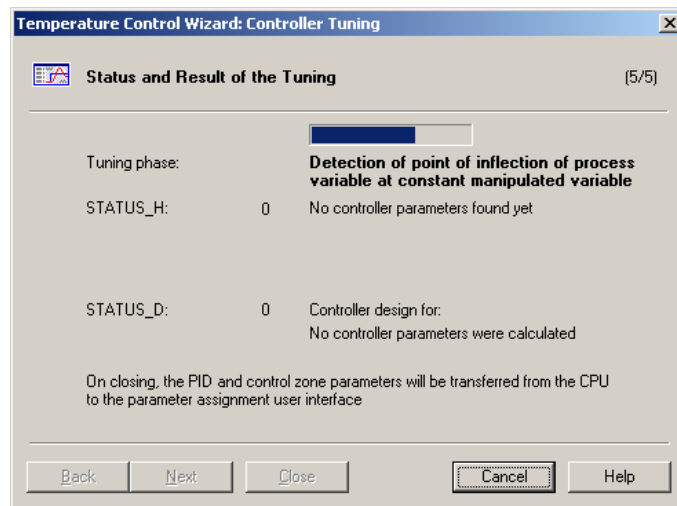 Temperature Control Wizard: Controller Tuning
Status and Result of the Tuning (5/5)
Tuning phase: Detection of point of inflection of process
variable at constant manipulated variable
STATUS_H: 0 No controller parameters found yet
STATUS_D: 0 Controller design for:
No controller parameters were calculated
On closing, the PID and control zone parameters will be transferred from the CPU
to the parameter assignment user interface
Back Next Close Cancel Help